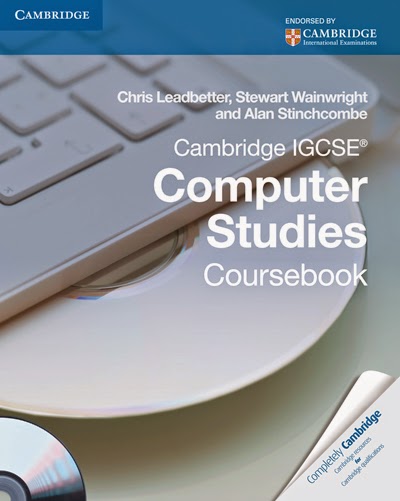 CAMBRIDGE
ENDORSED BY
CAMBRIDGE
International Examinations
Chris Leadbetter, Stewart Wainwright
and Alan Stinchcombe
Cambridge IGCSE®
Computer
Studies
Coursebook
Completely Cambridge
Cambridge resources
for
Cambridge qualifications